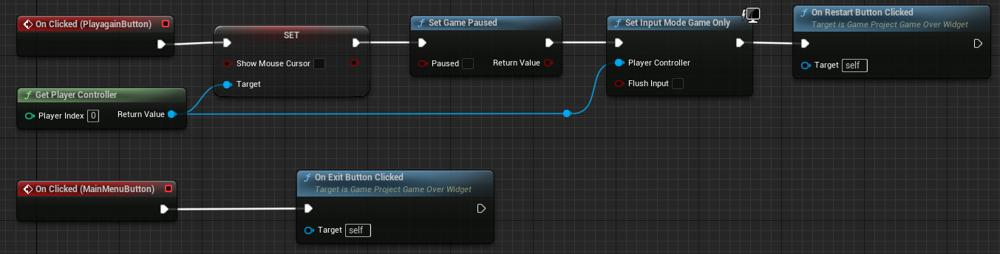 On Clicked (PlayagainButton)
SET
Show Mouse Cursor
Target
Set Game Paused
Paused
Return Value
Set Input Mode Game Only
Player Controller
Flush Input
On Restart Button Clicked
Target is Game Project Game Over Widget
Target self
Get Player Controller
Player Index 0
Return Value
On Clicked (MainMenuButton)
On Exit Button Clicked
Target is Game Project Game Over Widget
Target self